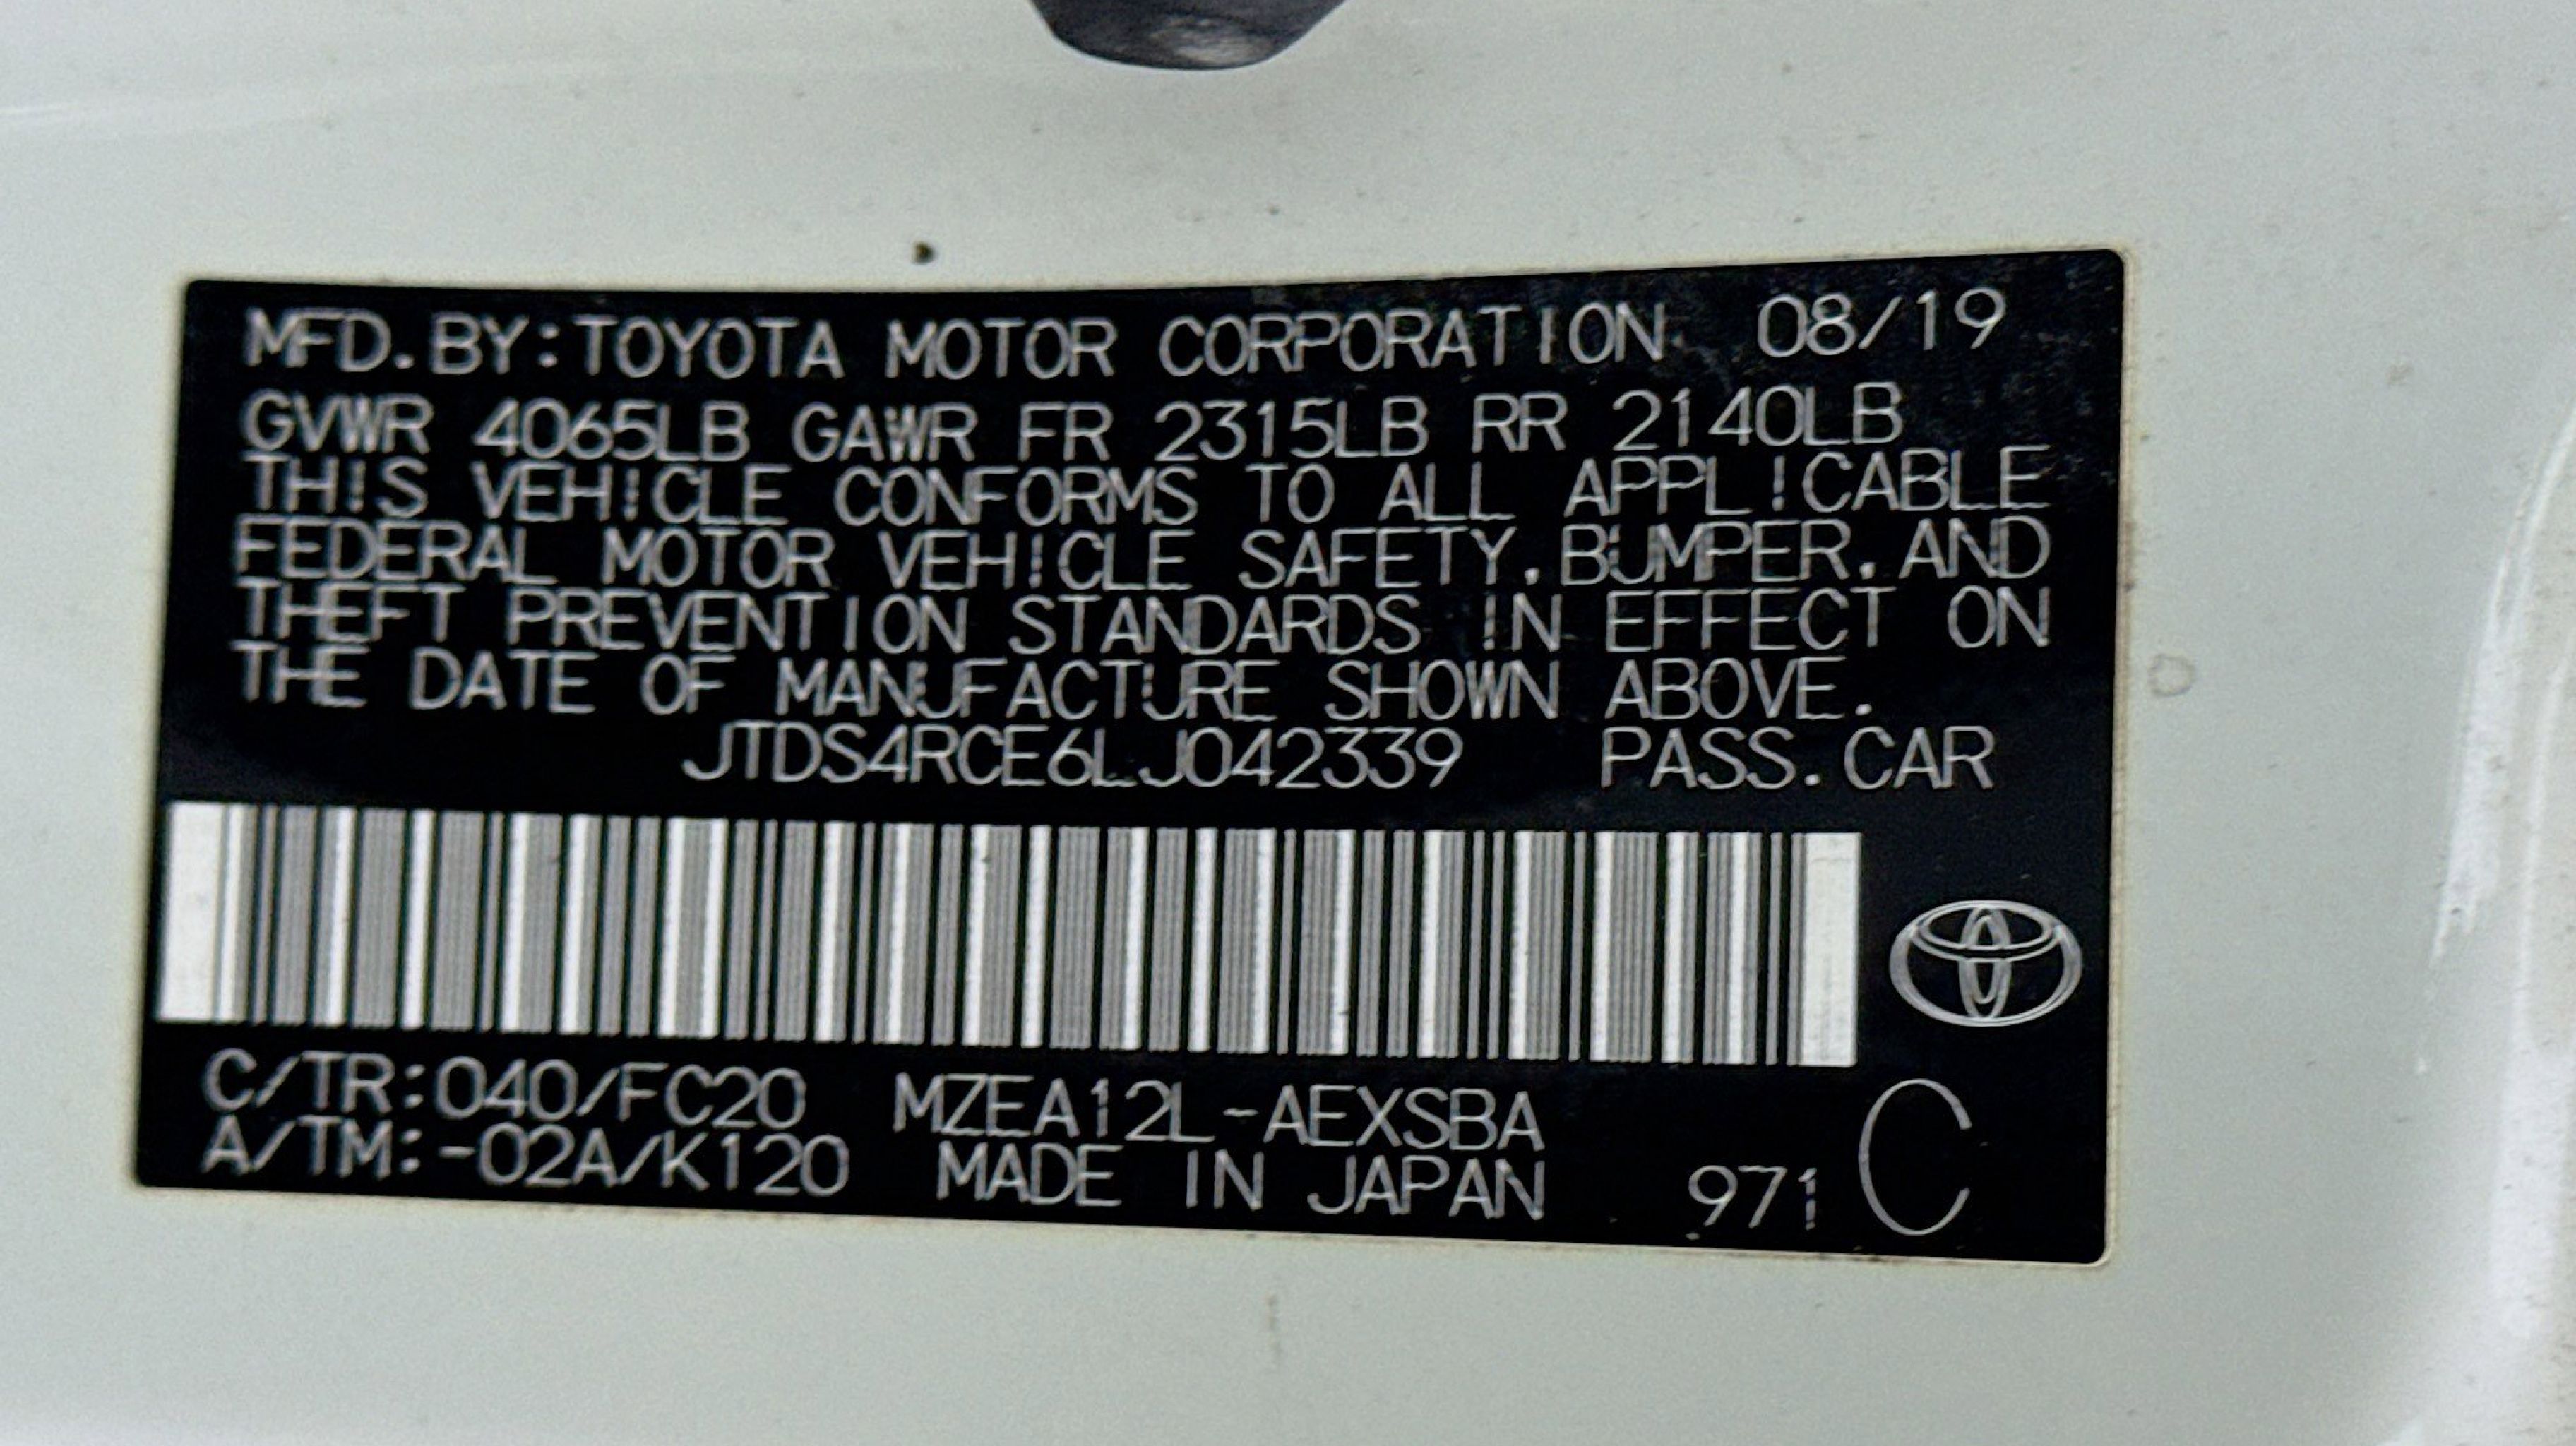 MFD. BY: TOYOTA MOTOR CORPORATION 08/19
GVWR 4065LB GAWR FR 2315LB RR 2140LB
THIS VEHICLE CONFORMS TO ALL APPLICABLE
FEDERAL MOTOR VEHICLE SAFETY, BUMPER, AND
THEFT PREVENTION STANDARDS IN EFFECT ON
THE DATE OF MANUFACTURE SHOWN ABOVE.
JTDS4RCE6LJ042339 PASS. CAR
C/TR: 040/FC20 MZEA12L-AEXSBA
A/TM: -02A/K120 MADE IN JAPAN 971 C